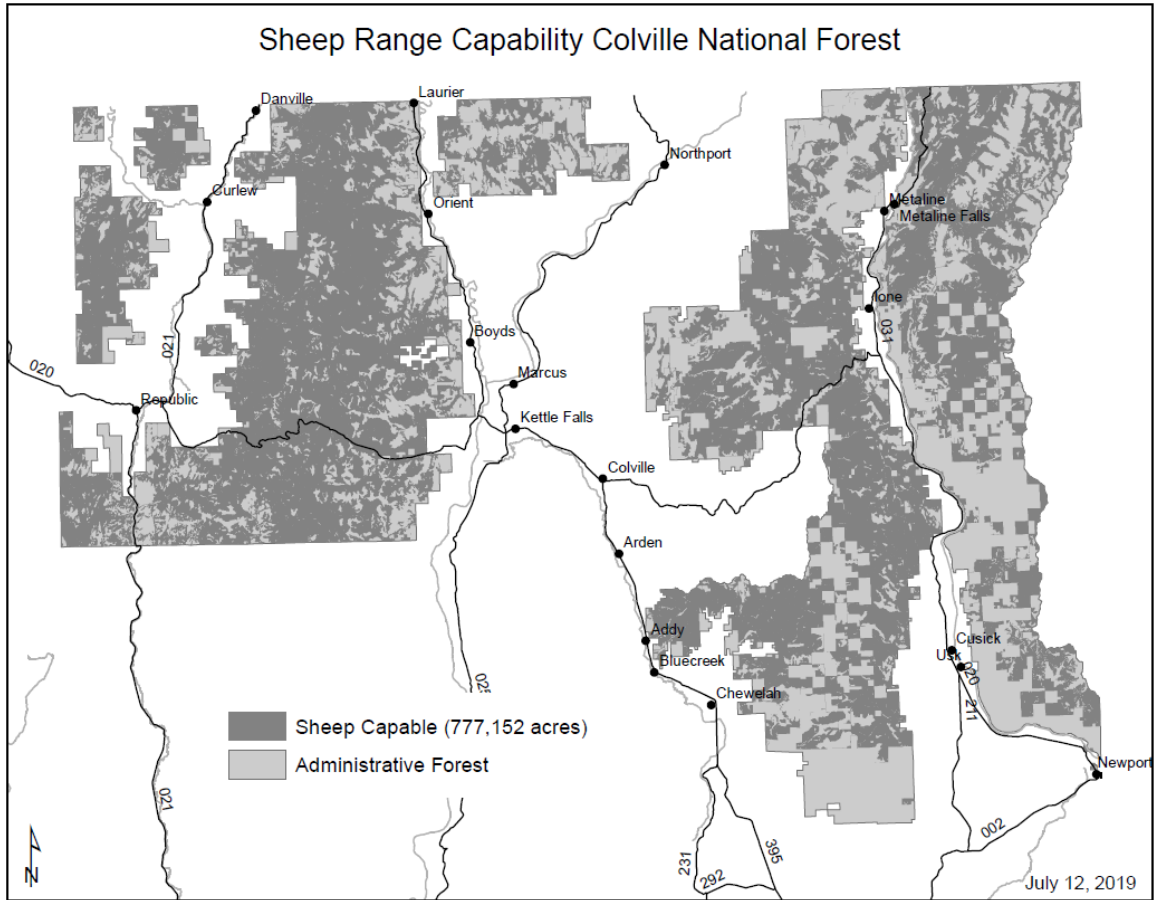 Sheep Range Capability Colville National Forest
Danville
Laurier
Northport
Curlew
Orient
Metaline
Metaline Falls
Ione
031
Boyds
021
020
Marcus
Republic
Kettle Falls
Colville
Arden
Addy
Bluecreek
Cusick
Usk
020
211
Chewelah
025
Sheep Capable (777,152 acres)
Administrative Forest
Newport
021
002
395
231
292
N
July 12, 2019